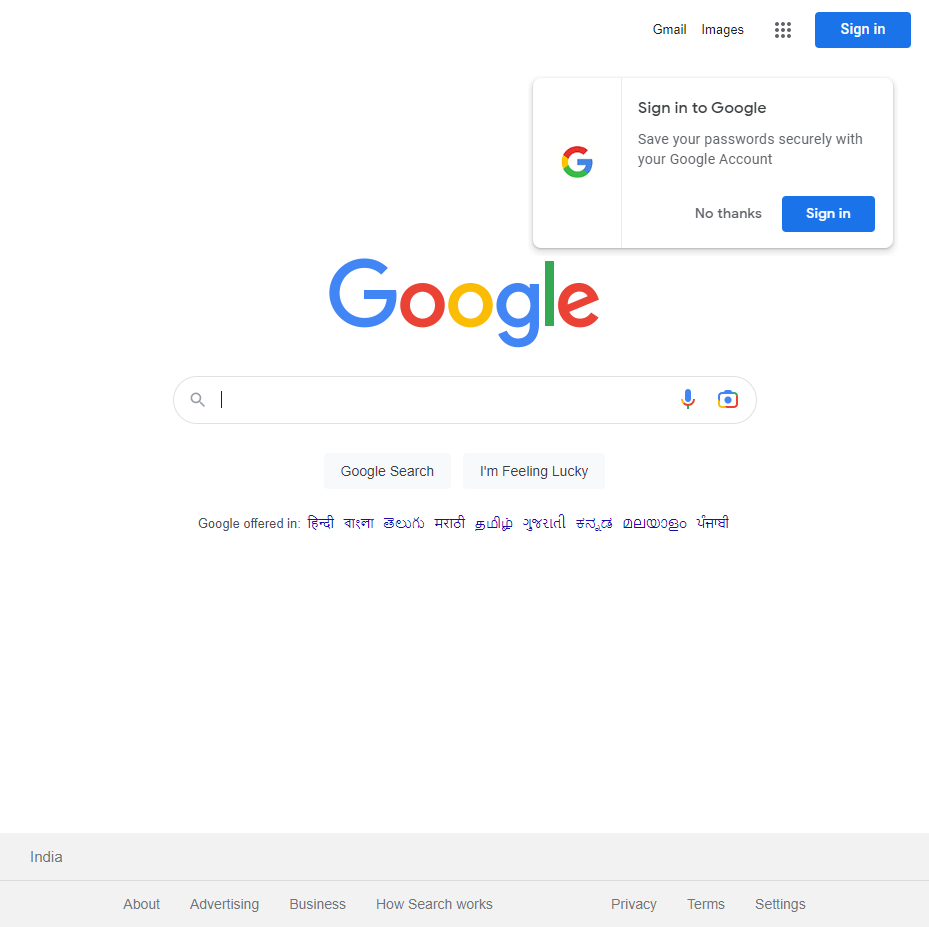 Gmail Images Sign in
Sign in to Google
Save your passwords securely with
your Google Account
No thanks Sign in
Google
Google Search I'm Feeling Lucky
Google offered in: हिन्दी বাংলা తెలుగు मराठी தமிழ் ગુજરાતી ಕನ್ನಡ മലയാളം ਪੰਜਾਬੀ
India
About Advertising Business How Search works Privacy Terms Settings